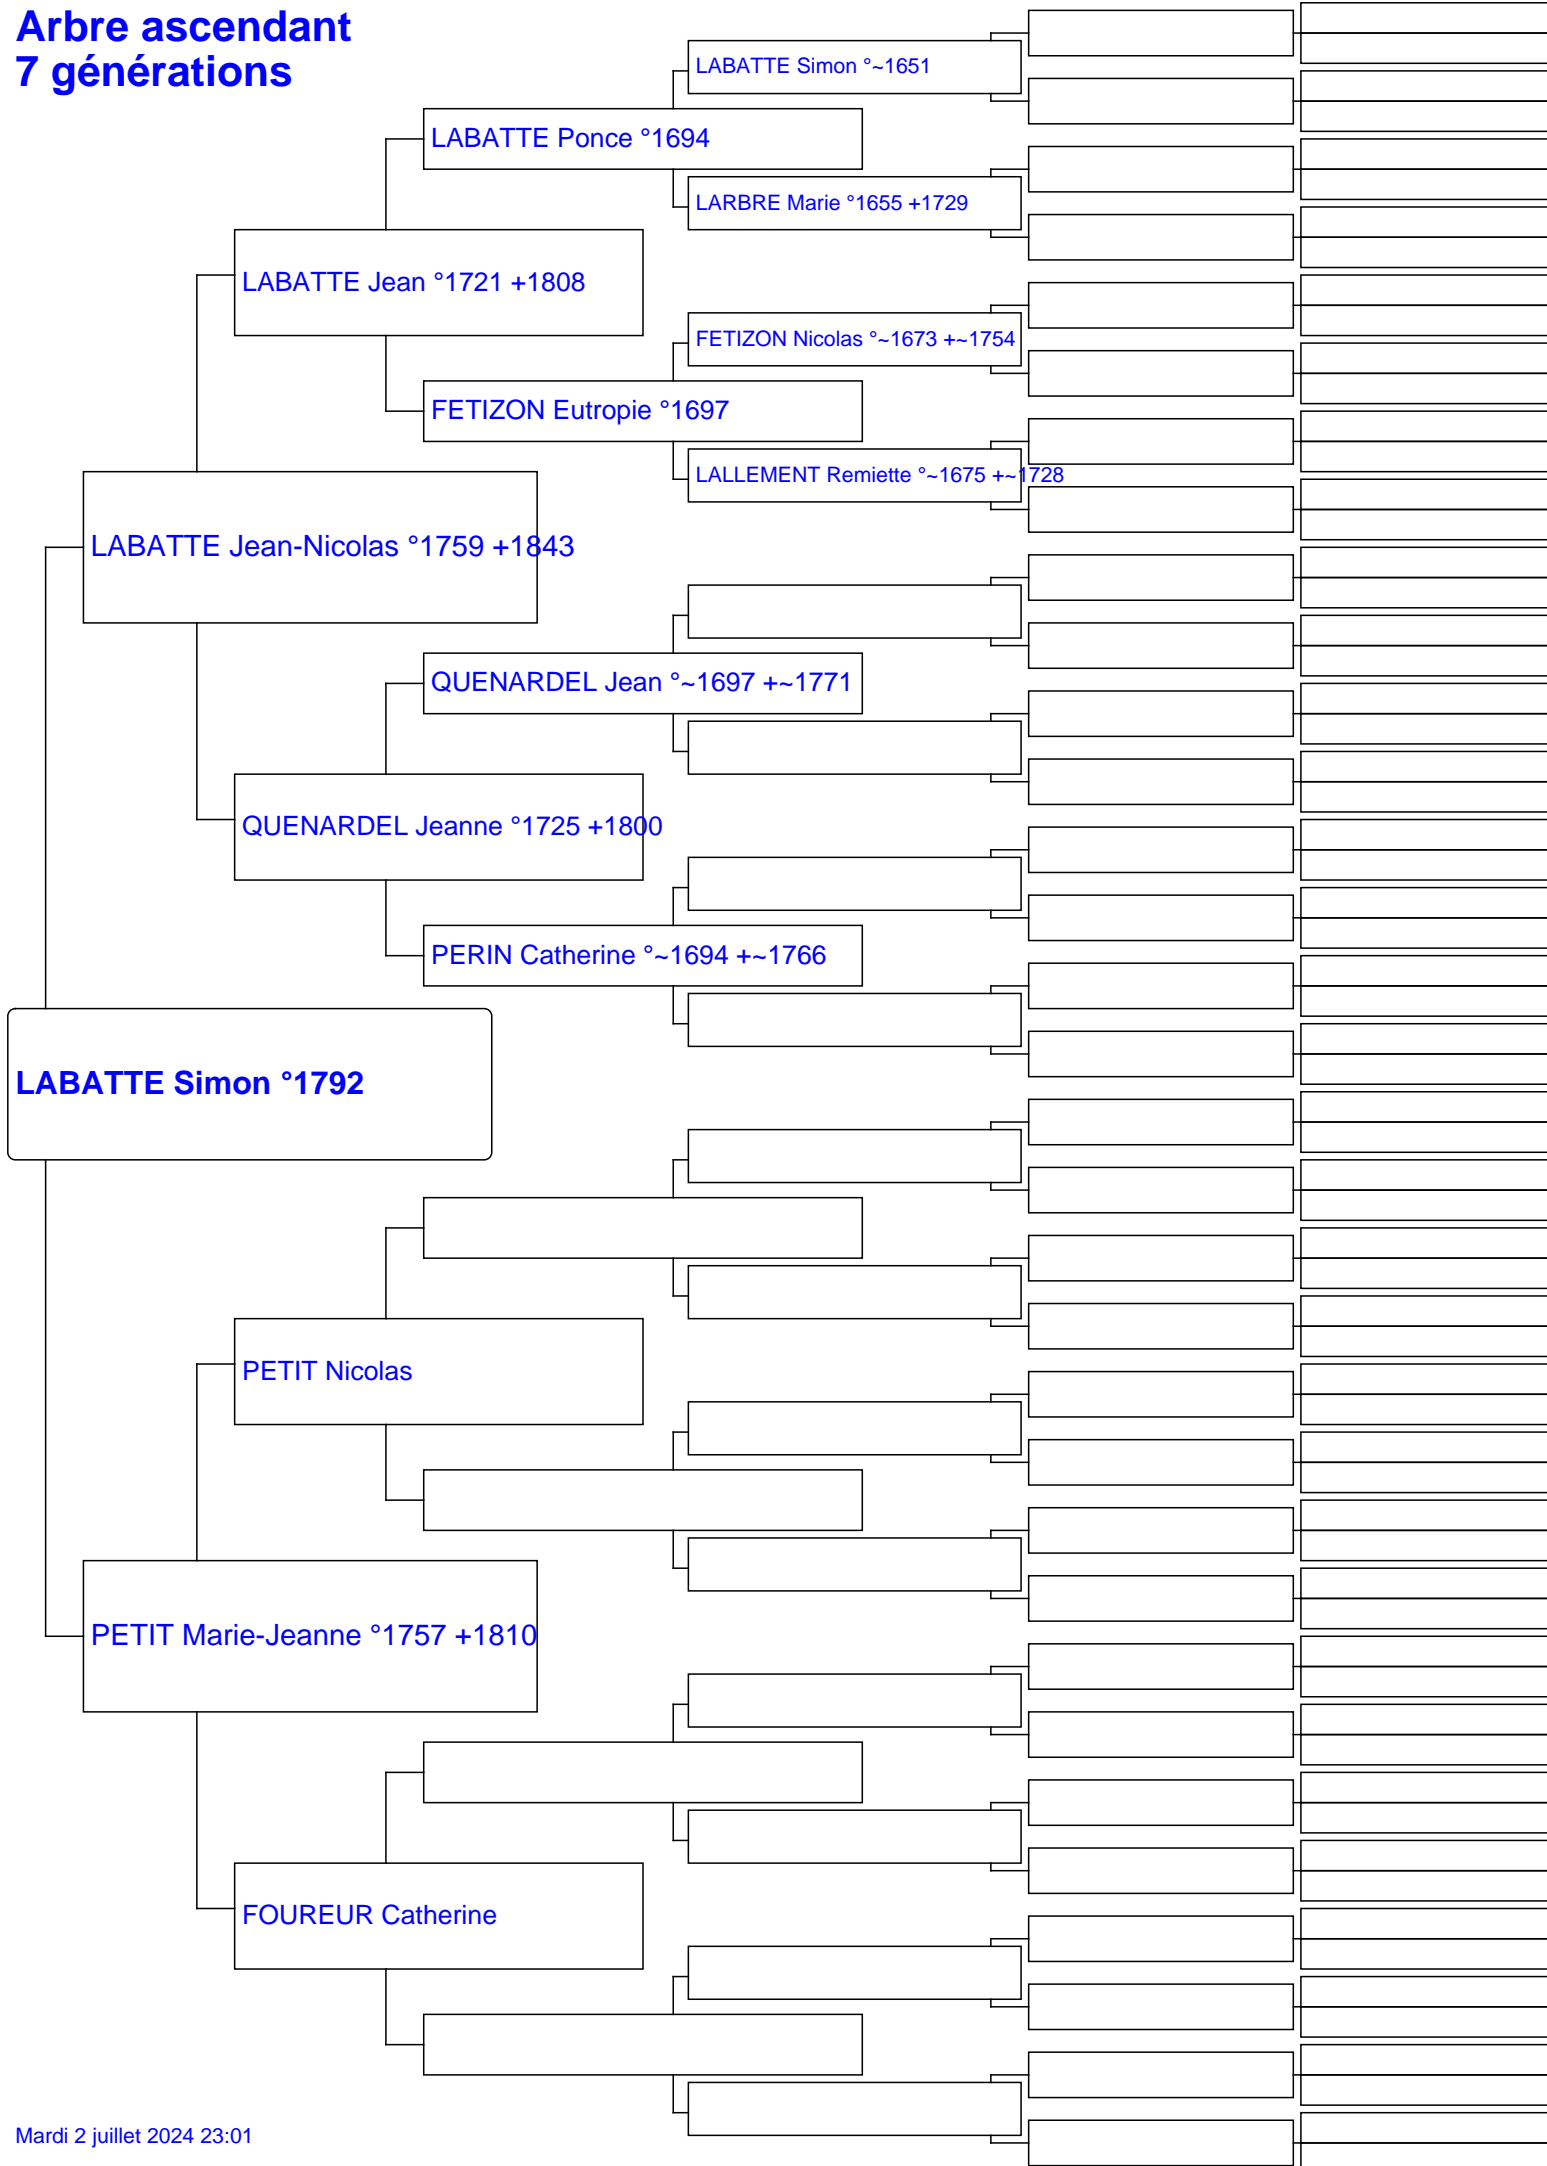 Arbre ascendant
7 générations
LABATTE Simon °~1651
LABATTE Ponce °1694
LARBRE Marie °1655 +1729
LABATTE Jean °1721 +1808
FETIZON Nicolas °~1673 +~1754
FETIZON Eutropie °1697
LALLEMENT Remiette °~1675 +~1728
LABATTE Jean-Nicolas °1759 +1843
QUENARDEL Jean °~1697 +~1771
QUENARDEL Jeanne °1725 +1800
PERIN Catherine °~1694 +~1766
LABATTE Simon °1792
PETIT Nicolas
PETIT Marie-Jeanne °1757 +1810
FOUREUR Catherine
Mardi 2 juillet 2024 23:01